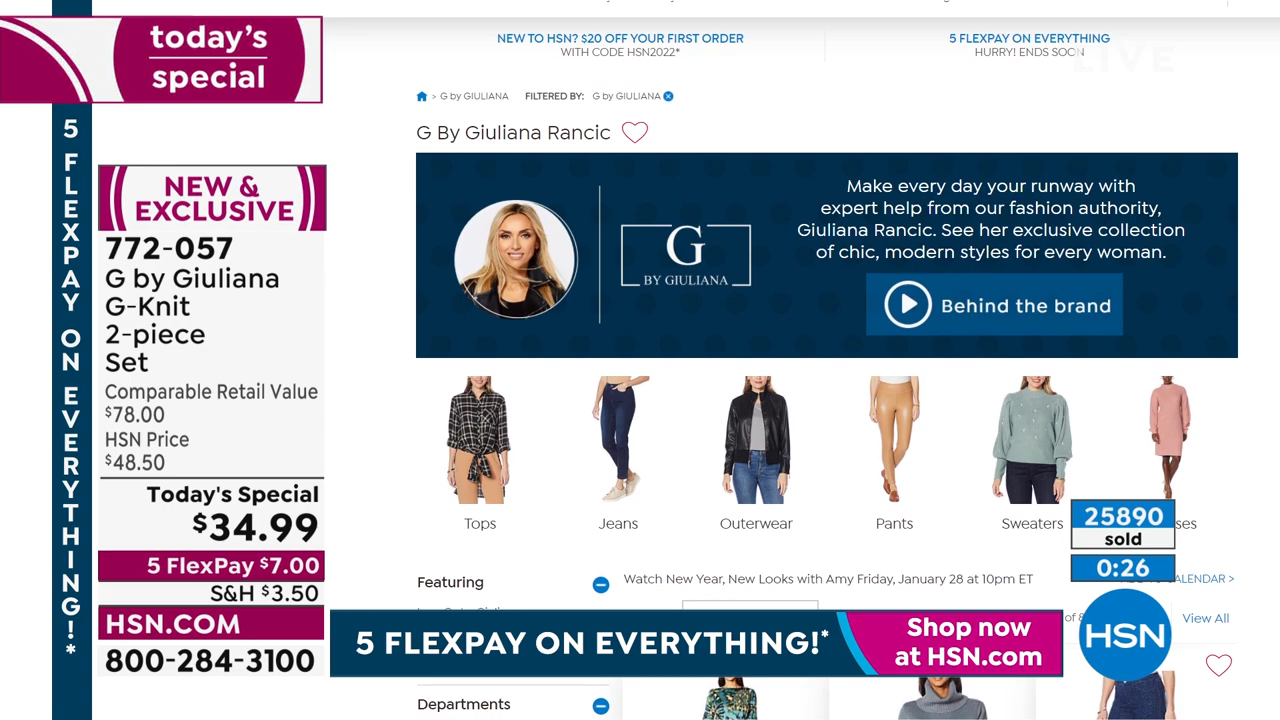 today's
special
5 FLEXPAY ON EVERYTHING!*
NEW &
EXCLUSIVE
772-057
G by Giuliana
G-Knit
2-piece
Set
Comparable Retail Value
$78.00
HSN Price
$48.50
Today's Special
$34.99
5 FlexPay $7.00
S&H $3.50
HSN.COM
800-284-3100
NEW TO HSN? $20 OFF YOUR FIRST ORDER
WITH CODE HSN2022*
5 FLEXPAY ON EVERYTHING
HURRY! ENDS SOON
LIVE
> G by GIULIANA FILTERED BY: G by GIULIANA
G By Giuliana Rancic
G
BY GIULIANA
Make every day your runway with
expert help from our fashion authority,
Giuliana Rancic. See her exclusive collection
of chic, modern styles for every woman.
Behind the brand
Tops Jeans Outerwear Pants Sweaters ses
25890
sold
0:26
Featuring
Watch New Year, New Looks with Amy Friday, January 28 at 10pm ET
CALENDAR >
of 8
View All
5 FLEXPAY ON EVERYTHING!*
Shop now
at HSN.com
HSN
Departments